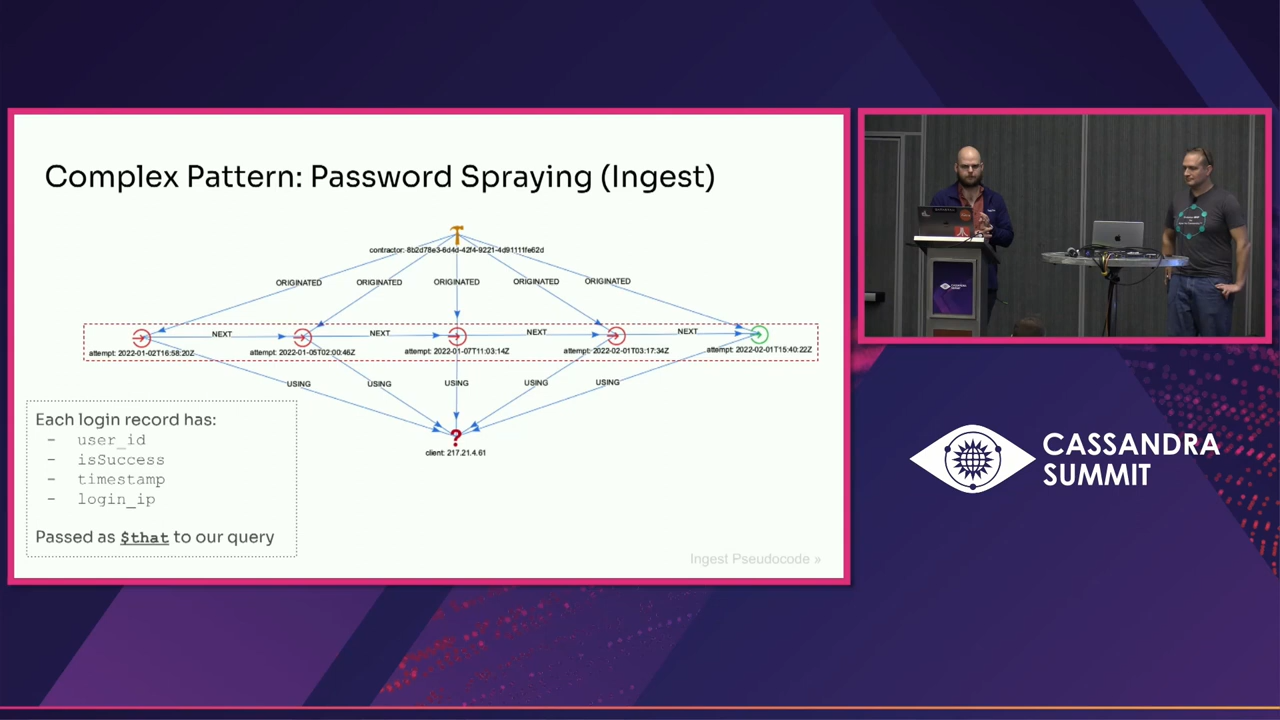 Complex Pattern: Password Spraying (Ingest)
contractor: 8b2d78e3-6d4d-42f4-9221-4d91111fe62d
ORIGINATED ORIGINATED ORIGINATED ORIGINATED ORIGINATED
NEXT NEXT NEXT NEXT
attempt: 2022-01-02T16:58:20Z attempt: 2022-01-05T02:00:46Z attempt: 2022-01-07T11:03:14Z attempt: 2022-02-01T03:17:34Z attempt: 2022-02-01T15:40:22Z
USING USING USING USING USING
?
client: 217.21.4.61
Each login record has:
- user_id
- isSuccess
- timestamp
- login_ip
Passed as $that to our query
Ingest Pseudocode »
CASSANDRA
SUMMIT